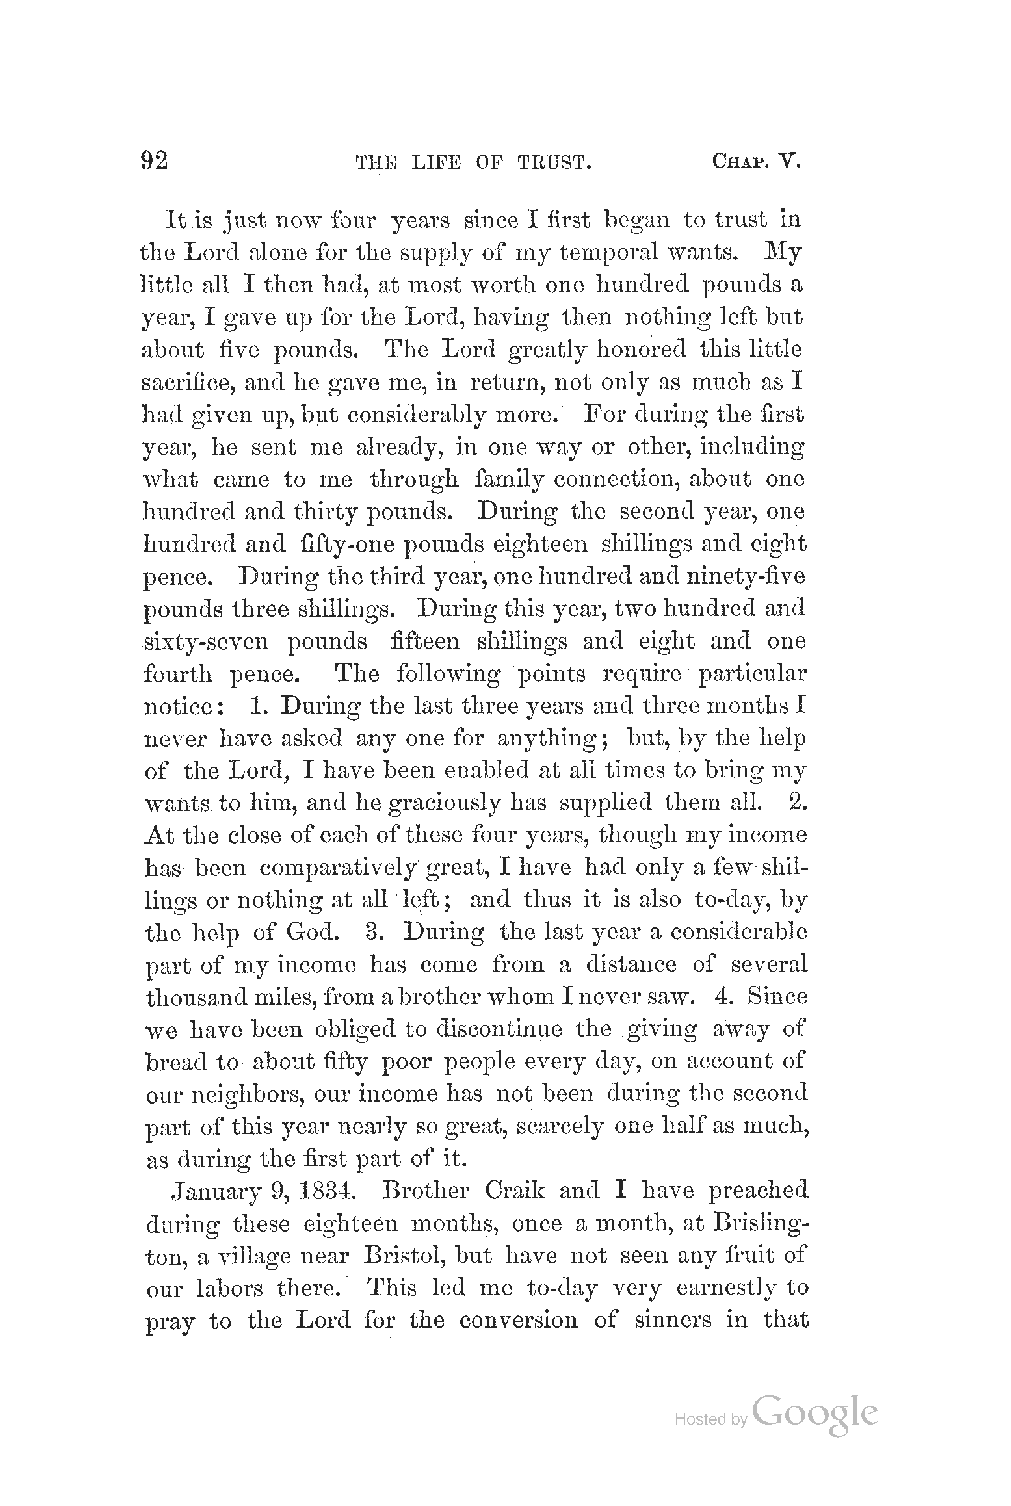 92 THE LIFE OF TRUST. CHAP. V.
It is just now four years since I first began to trust in
the Lord alone for the supply of my temporal wants. My
little all I then had, at most worth one hundred pounds a
year, I gave up for the Lord, having then nothing left but
about five pounds. The Lord greatly honored this little
sacrifice, and he gave me, in return, not only as much as I
had given up, but considerably more. For during the first
year, he sent me already, in one way or other, including
what came to me through family connection, about one
hundred and thirty pounds. During the second year, one
hundred and fifty-one pounds eighteen shillings and eight
pence. During the third year, one hundred and ninety-five
pounds three shillings. During this year, two hundred and
sixty-seven pounds fifteen shillings and eight and one
fourth pence. The following points require particular
notice: 1. During the last three years and three months I
never have asked any one for anything; but, by the help
of the Lord, I have been enabled at all times to bring my
wants to him, and he graciously has supplied them all. 2.
At the close of each of these four years, though my income
has been comparatively great, I have had only a few shil-
lings or nothing at all left; and thus it is also to-day, by
the help of God. 3. During the last year a considerable
part of my income has come from a distance of several
thousand miles, from a brother whom I never saw. 4. Since
we have been obliged to discontinue the giving away of
bread to about fifty poor people every day, on account of
our neighbors, our income has not been during the second
part of this year nearly so great, scarcely one half as much,
as during the first part of it.
January 9, 1834. Brother Craik and I have preached
during these eighteen months, once a month, at Brisling-
ton, a village near Bristol, but have not seen any fruit of
our labors there. This led me to-day very earnestly to
pray to the Lord for the conversion of sinners in that
Hosted by Google